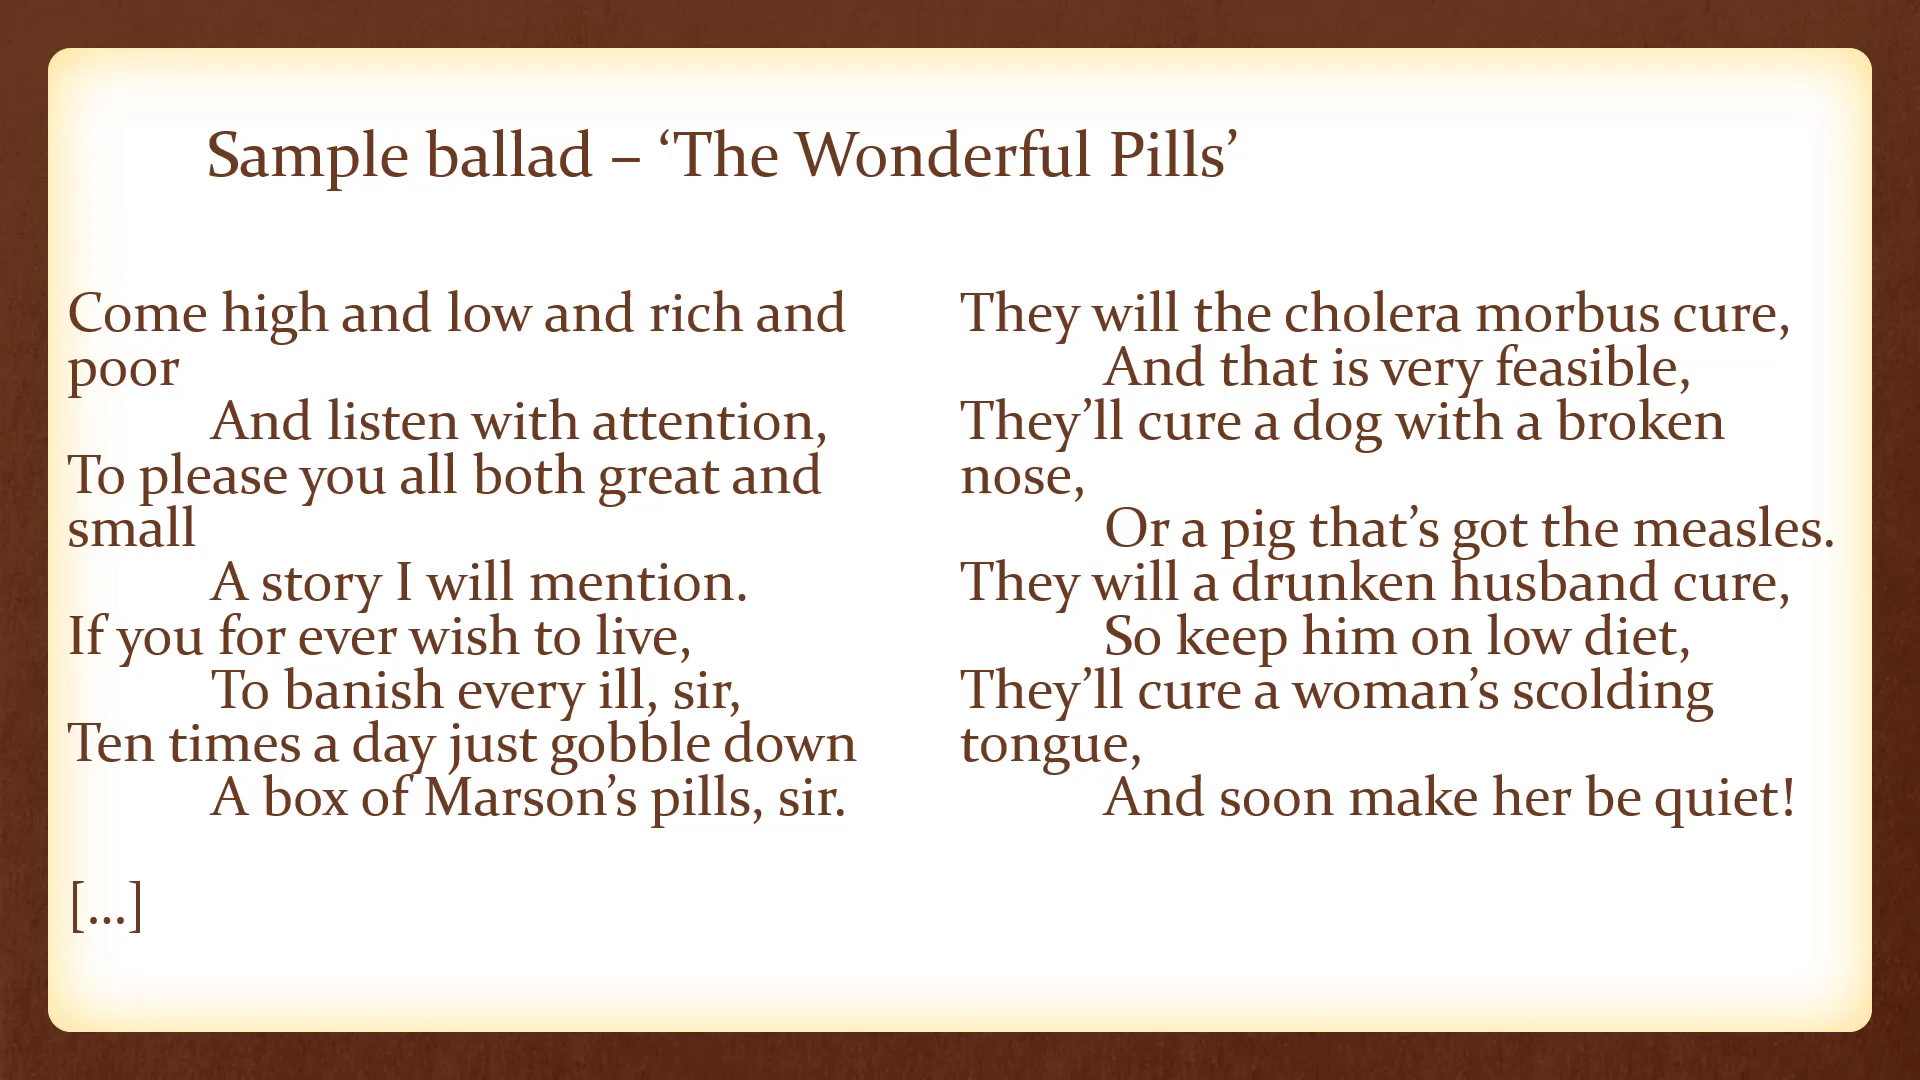 Sample ballad – ‘The Wonderful Pills’
Come high and low and rich and
poor
And listen with attention,
To please you all both great and
small
A story I will mention.
If you for ever wish to live,
To banish every ill, sir,
Ten times a day just gobble down
A box of Marson’s pills, sir.
[…]
They will the cholera morbus cure,
And that is very feasible,
They’ll cure a dog with a broken
nose,
Or a pig that’s got the measles.
They will a drunken husband cure,
So keep him on low diet,
They’ll cure a woman’s scolding
tongue,
And soon make her be quiet!